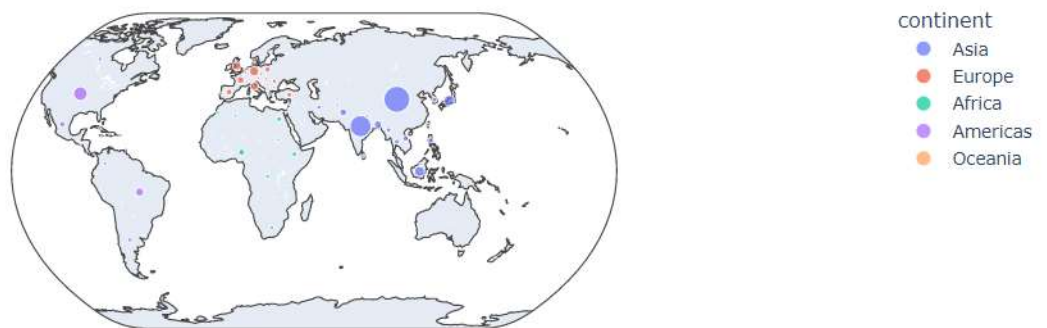 continent
Asia
Europe
Africa
Americas
Oceania